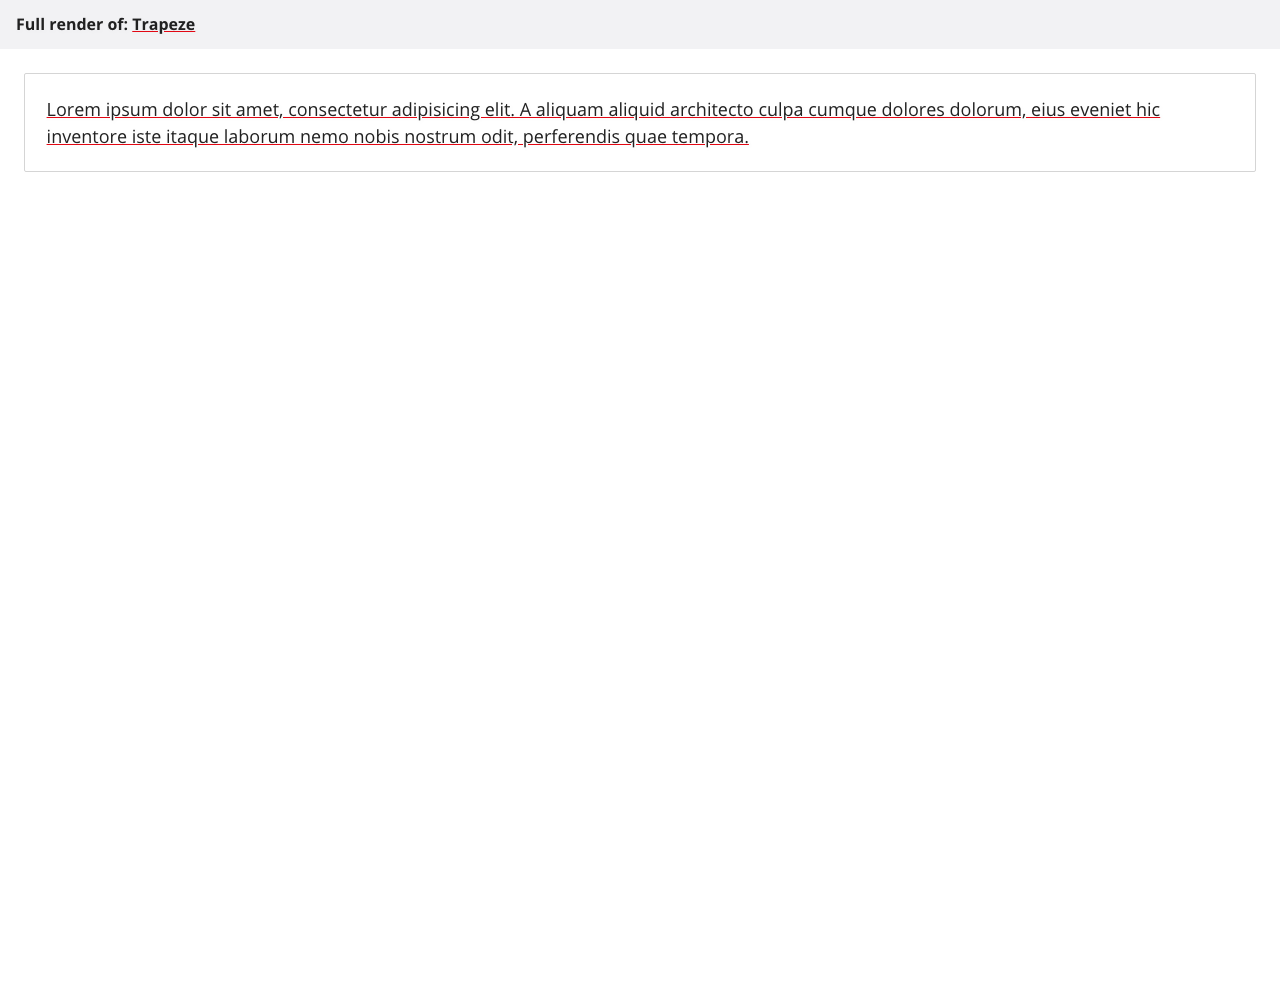 Full render of: Trapeze
Lorem ipsum dolor sit amet, consectetur adipisicing elit. A aliquam aliquid architecto culpa cumque dolores dolorum, eius eveniet hic
inventore iste itaque laborum nemo nobis nostrum odit, perferendis quae tempora.